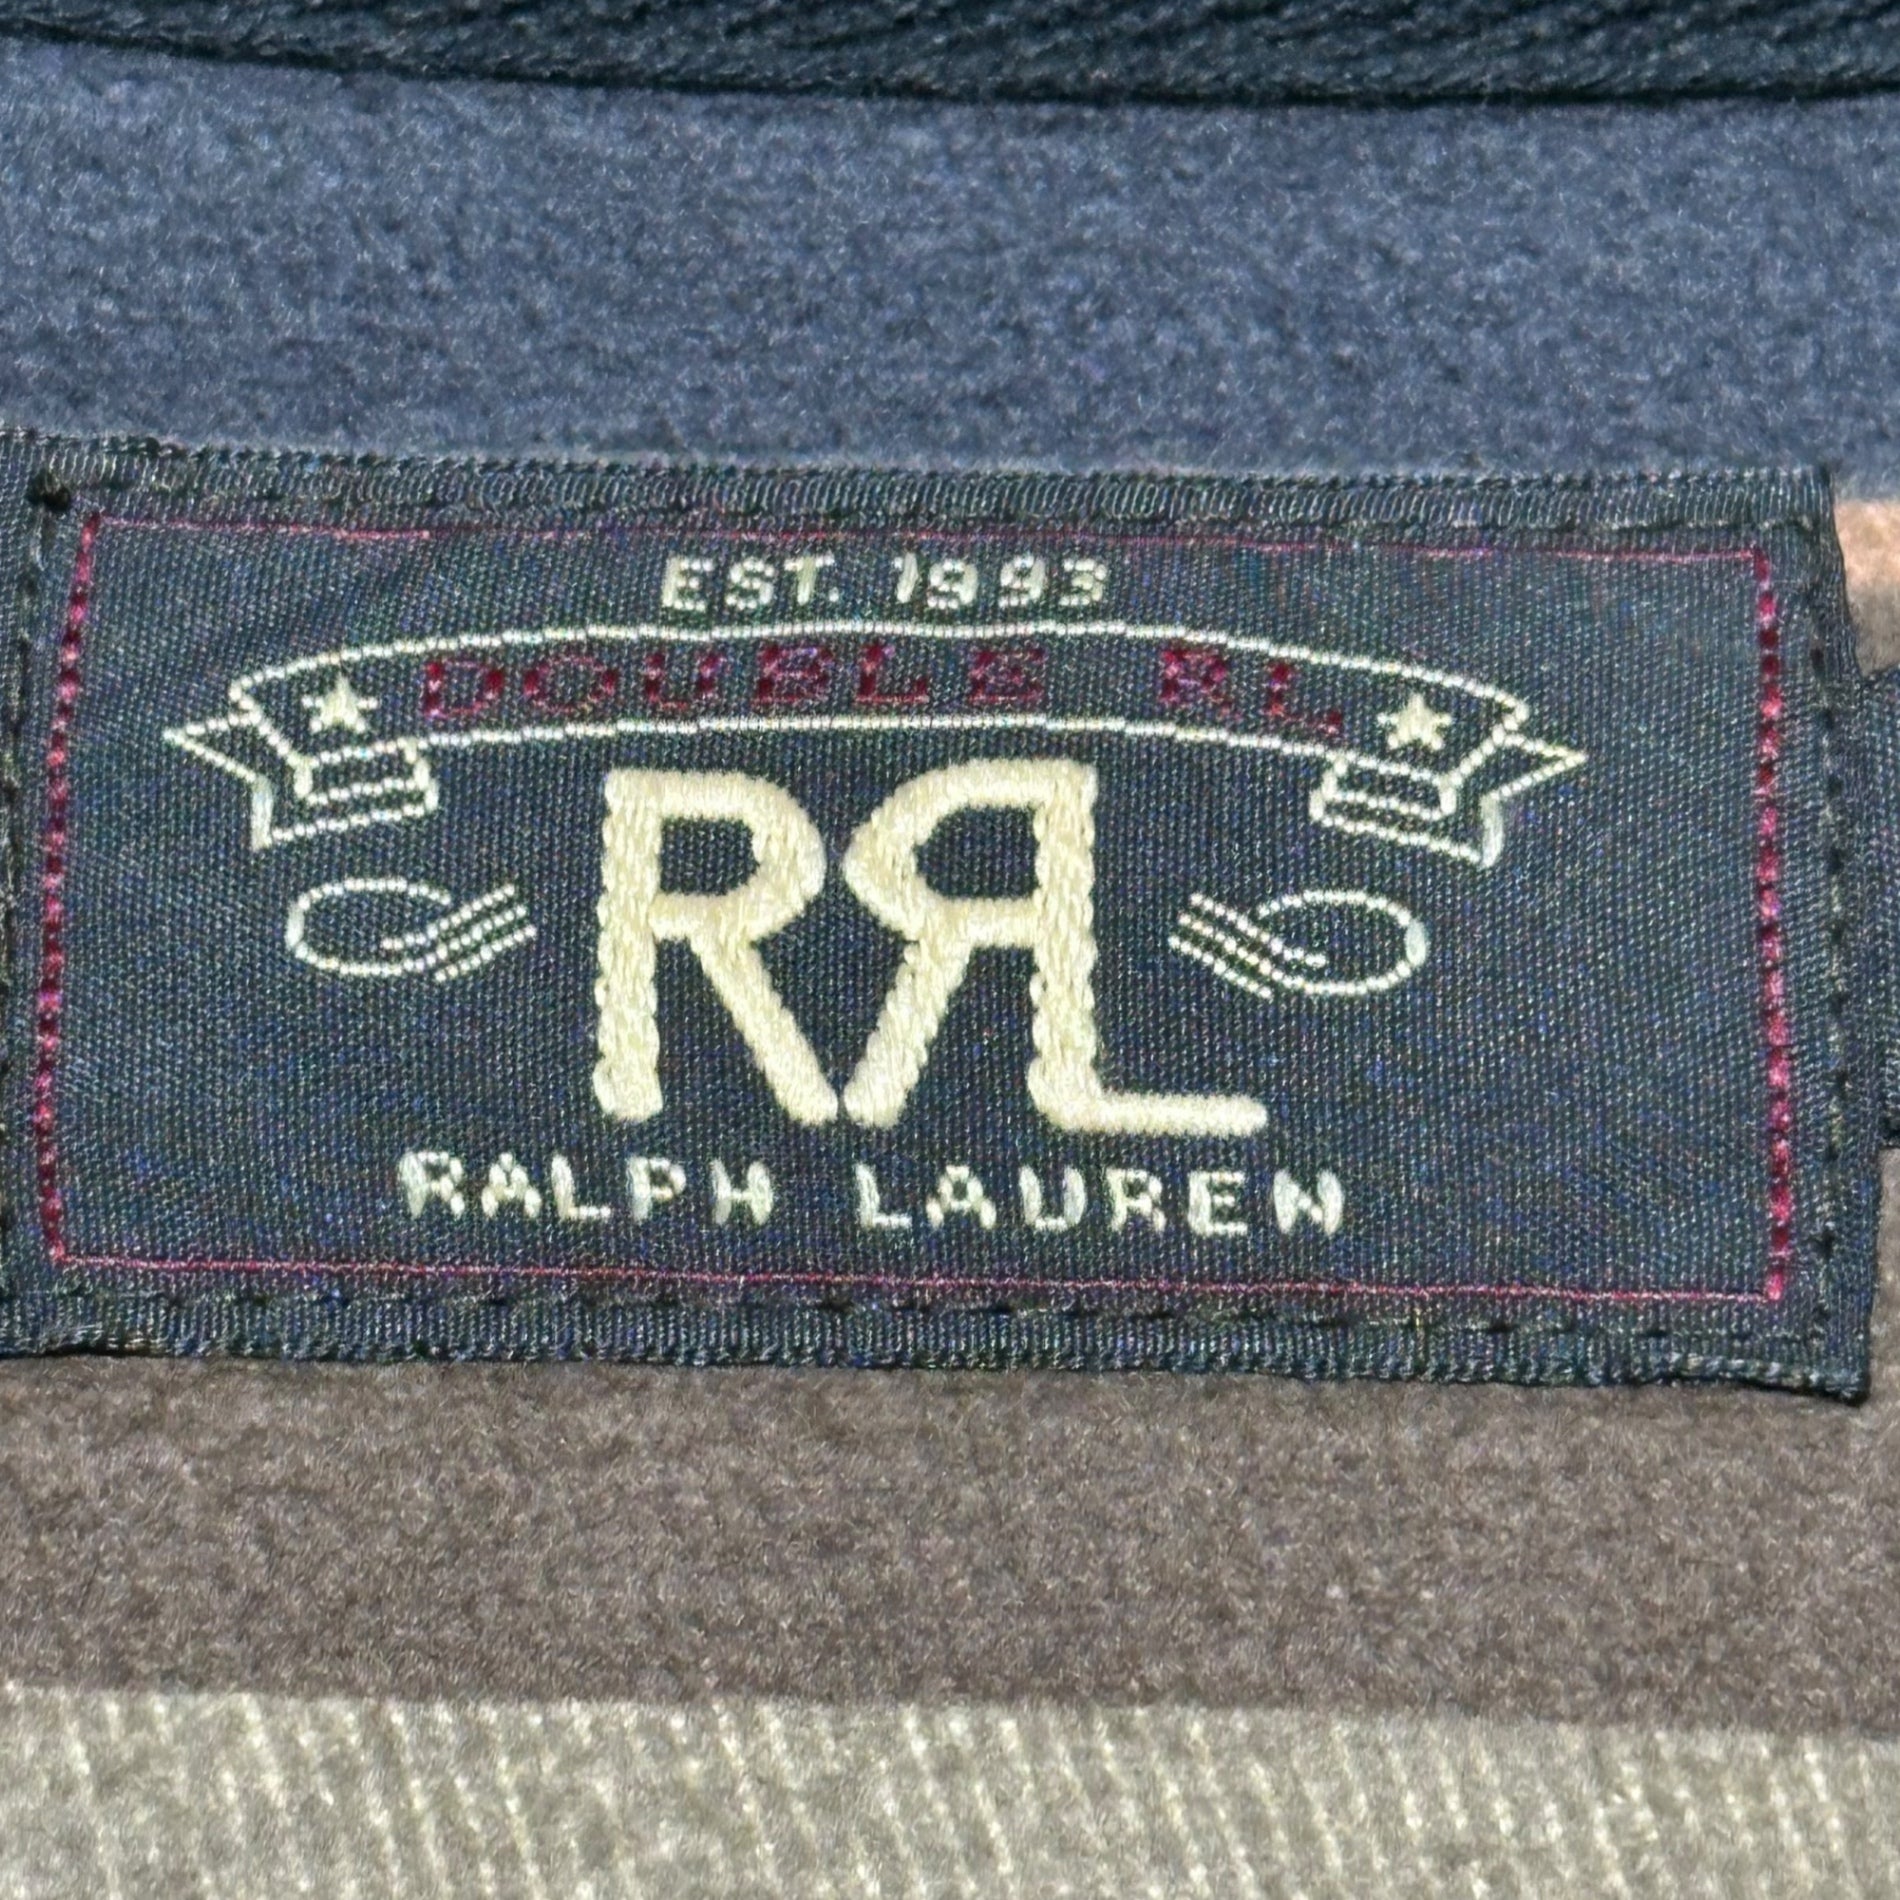 EST. 1993
DOUBLE RL
RRL
RALPH LAUREN